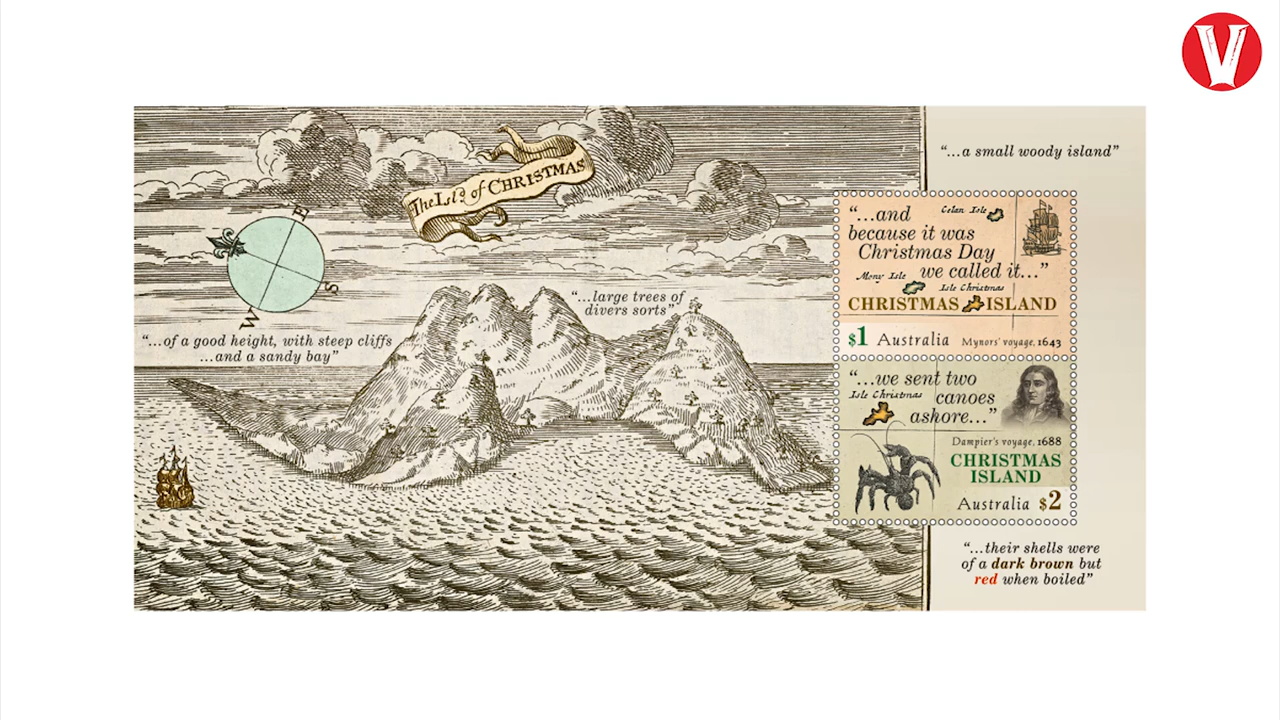 V
The Isle of CHRISTMAS
E
S
W
“...of a good height, with steep cliffs
...and a sandy bay”
“...large trees of
divers sorts”
“...a small woody island”
“...and
Colan Isle
because it was
Christmas Day
Mony Isle
we called it...”
Isle Christmas
CHRISTMAS ISLAND
$1 Australia Mynors' voyage, 1643
“...we sent two
Isle Christmas
canoes
ashore...”
Dampier's voyage, 1688
CHRISTMAS
ISLAND
Australia $2
“...their shells were
of a dark brown but
red when boiled”